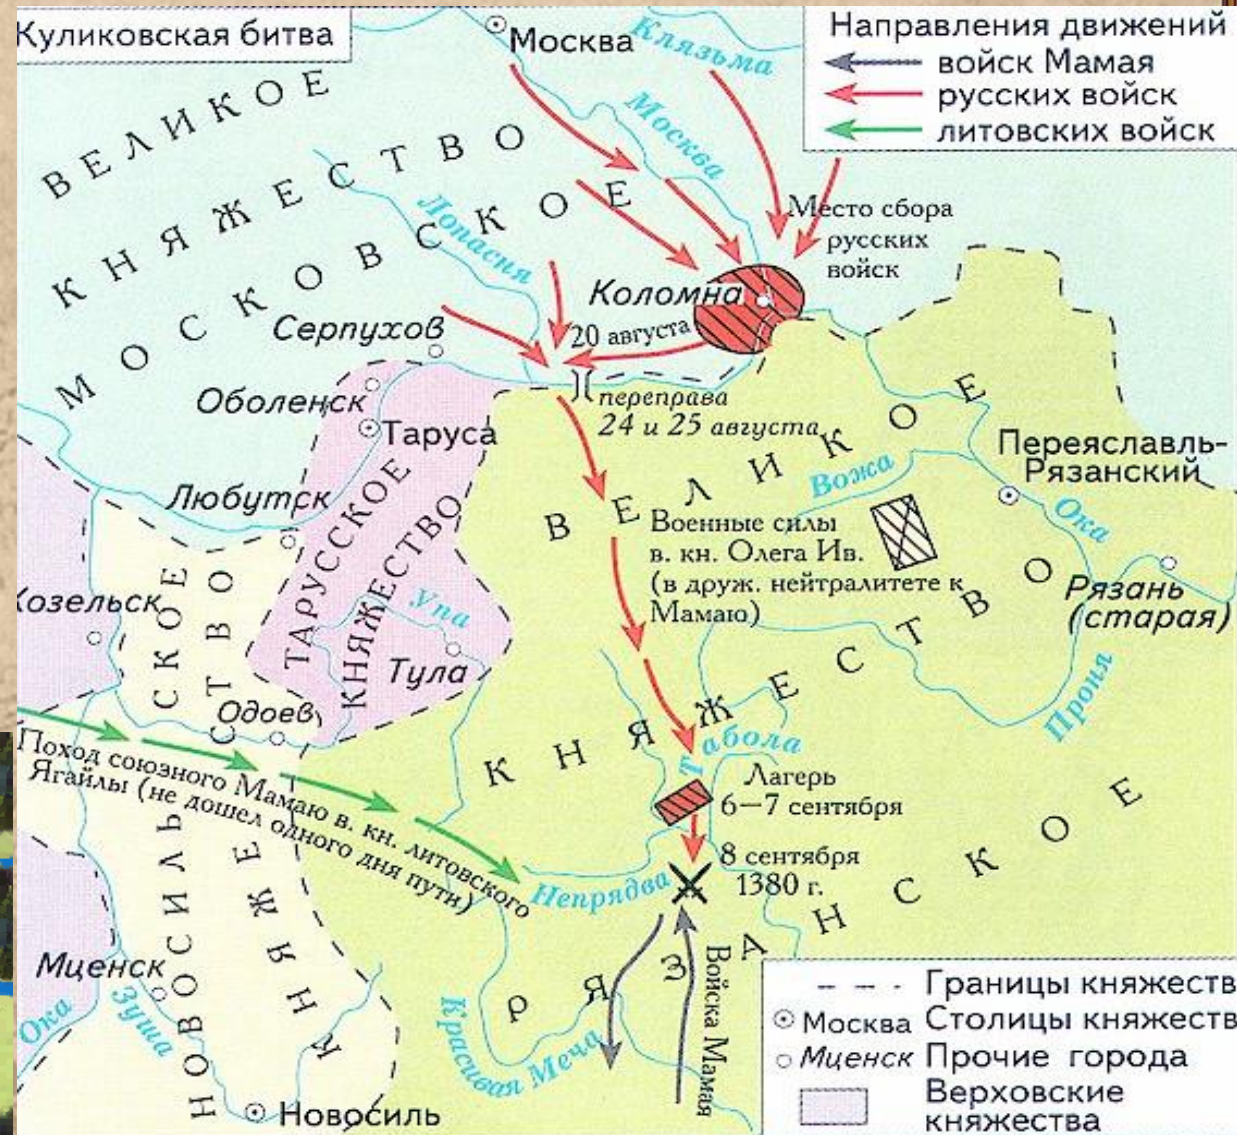 Куликовская битва
Направления движений
войск Мамая
русских войск
литовских войск
Москва
Клязьма
Москва
ВЕЛИКОЕ
КНЯЖЕСТВО
МОСКОВСКОЕ
Лопасня
Место сбора
русских
войск
Коломна
20 августа
Серпухов
Оболенск
Таруса
переправа
24 и 25 августа
Переяславль-
Рязанский
Вожа
Ока
Любутск
ТАРУССКОЕ
КНЯЖЕСТВО
ВЕЛИКОЕ
Военные силы
в. кн. Олега Ив.
(в друж. нейтралитете к
Мамаю)
Рязань
(старая)
Козельск
Упа
Тула
Одоев
Проня
КНЯЖЕСТВО
Табола
Лагерь
6—7 сентября
Поход союзного Мамаю в. кн. литовского
Ягайлы (не дошел одного дня пути)
8 сентября
1380 г.
Непрядва
РЯЗАНСКОЕ
НОВОСИЛЬСКОЕ
КНЯЖЕСТВО
Мценск
Зуша
Ока
Красивая Меча
Войска Мамая
Новосиль
Границы княжеств
Москва Столицы княжеств
Мценск Прочие города
Верховские
княжества